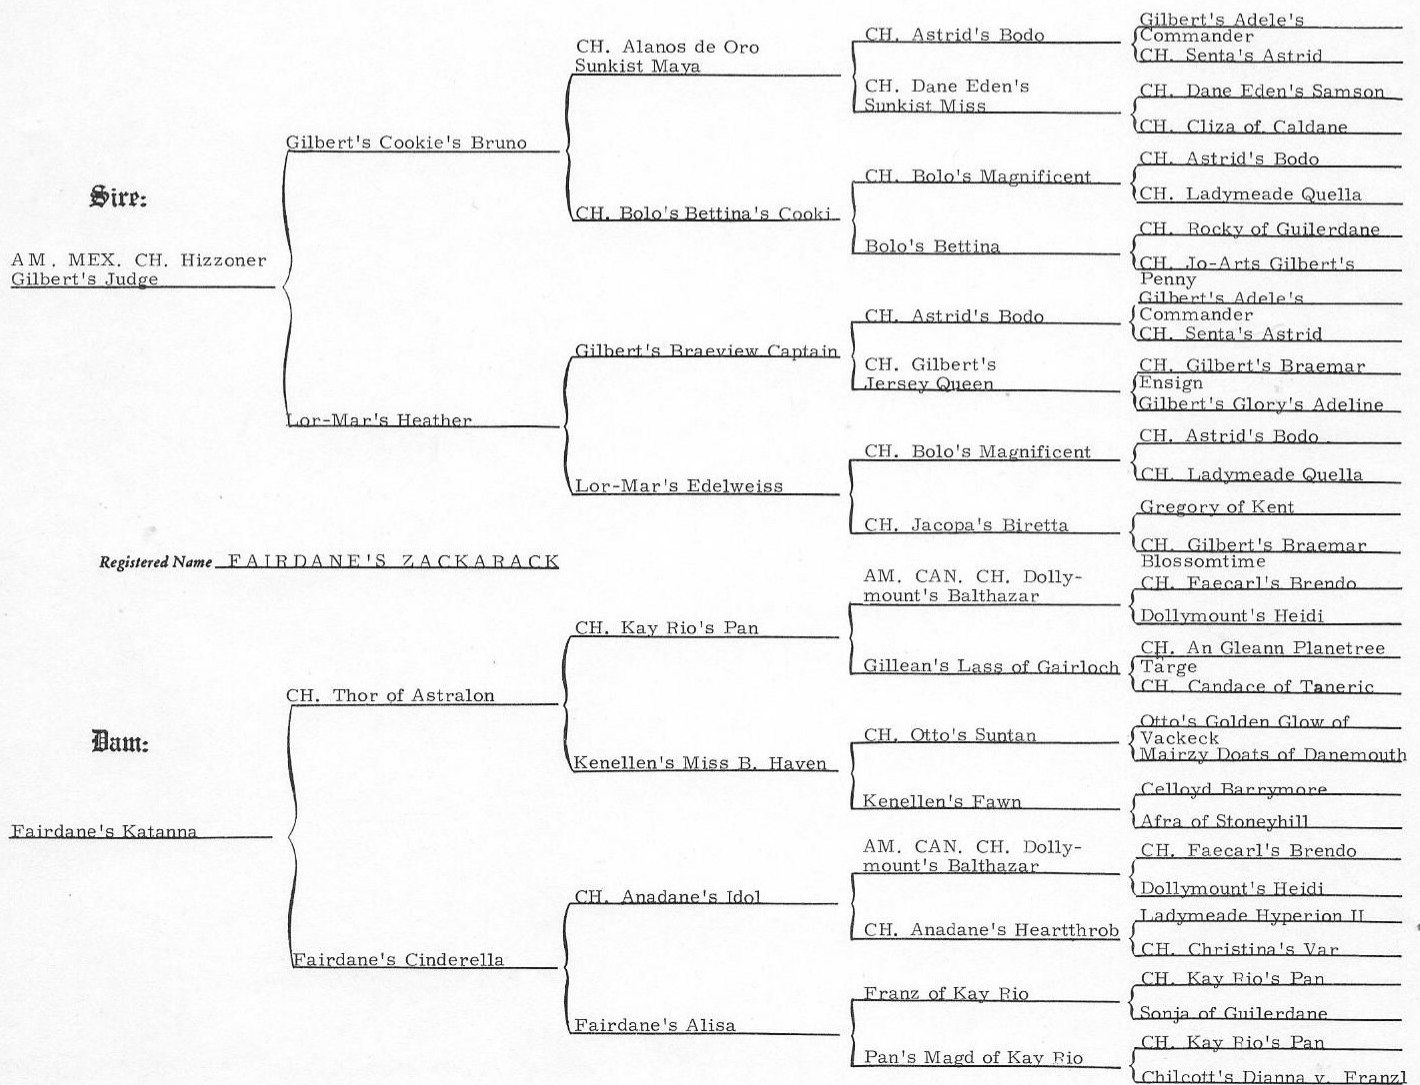 Sire:
AM. MEX. CH. Hizzoner
Gilbert's Judge
Gilbert's Cookie's Bruno
Lor-Mar's Heather
CH. Alanos de Oro
Sunkist Maya
CH. Bolo's Bettina's Cooki
Gilbert's Braeview Captain
Lor-Mar's Edelweiss
CH. Astrid's Bodo
CH. Dane Eden's
Sunkist Miss
CH. Bolo's Magnificent
Bolo's Bettina
CH. Astrid's Bodo
CH. Gilbert's
Jersey Queen
CH. Bolo's Magnificent
CH. Jacopa's Biretta
Gilbert's Adele's
Commander
CH. Senta's Astrid
CH. Dane Eden's Samson
CH. Cliza of. Caldane
CH. Astrid's Bodo
CH. Ladymeade Quella
CH. Rocky of Guilerdane
CH. Jo-Arts Gilbert's
Penny
Gilbert's Adele's
Commander
CH. Senta's Astrid
CH. Gilbert's Braemar
Ensign
Gilbert's Glory's Adeline
CH. Astrid's Bodo
CH. Ladymeade Quella
Gregory of Kent
CH. Gilbert's Braemar
Blossomtime
Registered Name FAIRDANE'S ZACKARACK
Dam:
Fairdane's Katanna
CH. Thor of Astralon
Fairdane's Cinderella
CH. Kay Rio's Pan
Kenellen's Miss B. Haven
CH. Anadane's Idol
Fairdane's Alisa
AM. CAN. CH. Dolly-
mount's Balthazar
Gillean's Lass of Gairloch
CH. Otto's Suntan
Kenellen's Fawn
AM. CAN. CH. Dolly-
mount's Balthazar
CH. Anadane's Heartthrob
Franz of Kay Rio
Pan's Magd of Kay Rio
CH. Faecarl's Brendo
Dollymount's Heidi
CH. An Gleann Planetree
Targe
CH. Candace of Taneric
Otto's Golden Glow of
Vackeck
Mairzy Doats of Danemouth
Celloyd Barrymore
Afra of Stoneyhill
CH. Faecarl's Brendo
Dollymount's Heidi
Ladymeade Hyperion II
CH. Christina's Var
CH. Kay Rio's Pan
Sonja of Guilerdane
CH. Kay Rio's Pan
Chilcott's Dianna v. Franzl